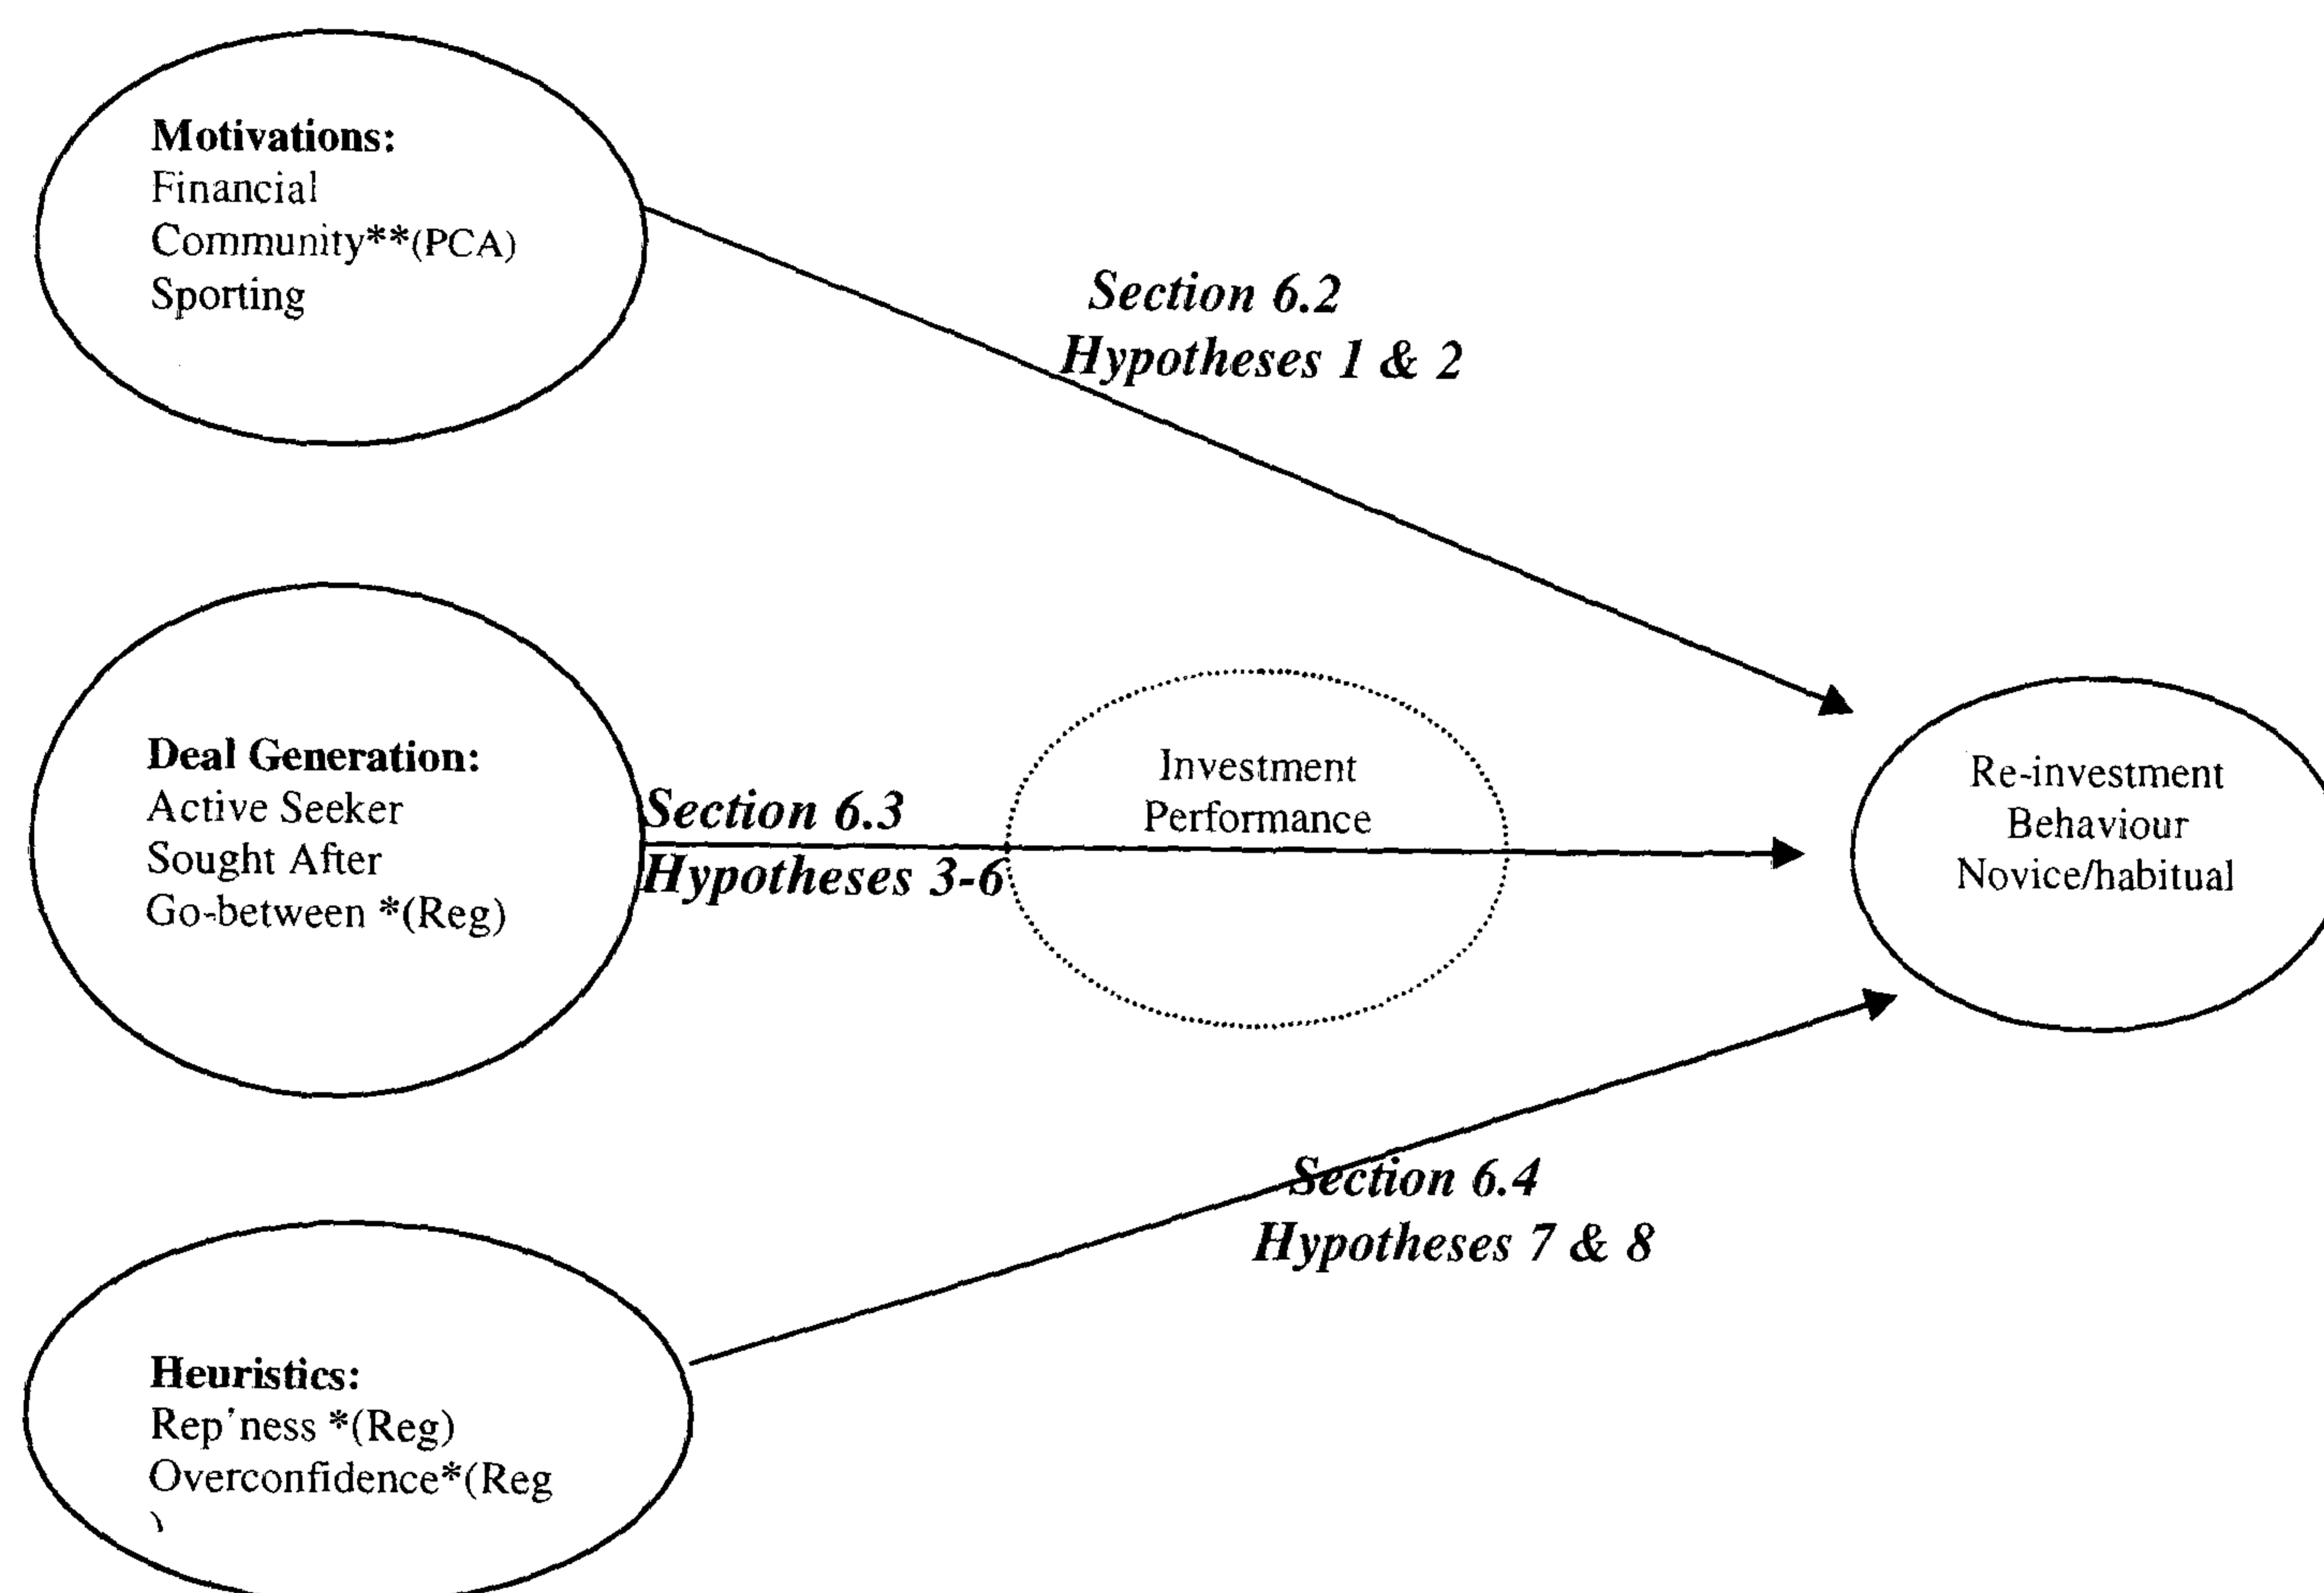 Motivations:
Financial
Community**(PCA)
Sporting
Section 6.2
Hypotheses 1 & 2
Deal Generation:
Active Seeker
Sought After
Go-between *(Reg)
Section 6.3
Hypotheses 3-6
Investment
Performance
Re-investment
Behaviour
Novice/habitual
Section 6.4
Hypotheses 7 & 8
Heuristics:
Rep'ness *(Reg)
Overconfidence*(Reg
)